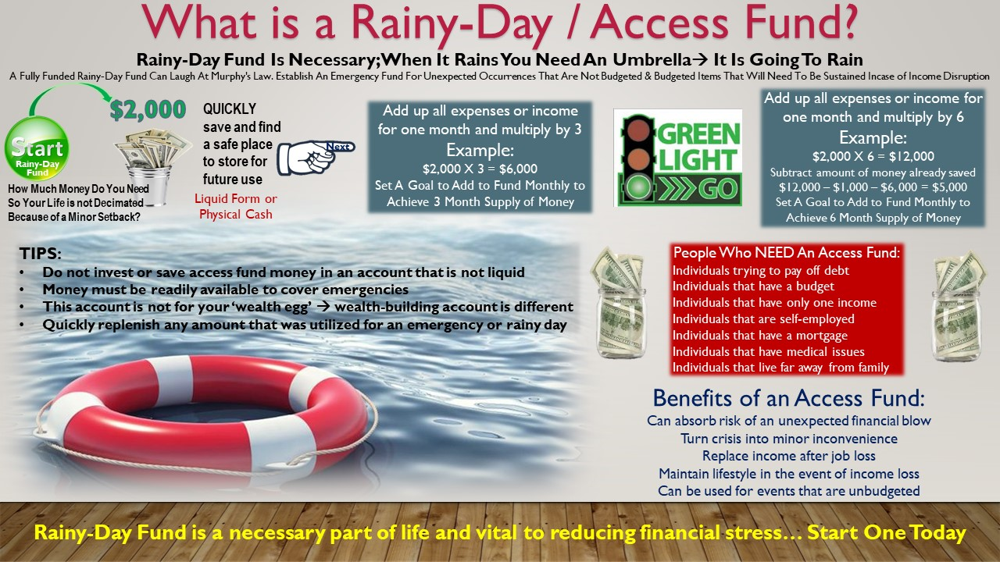 What is a Rainy-Day / Access Fund?
Rainy-Day Fund Is Necessary; When It Rains You Need An Umbrella→ It Is Going To Rain
A Fully Funded Rainy-Day Fund Can Laugh At Murphy's Law. Establish An Emergency Fund For Unexpected Occurrences That Are Not Budgeted & Budgeted Items That Will Need To Be Sustained Incase of Income Disruption
Start
Rainy-Day
Fund
$2,000
How Much Money Do You Need
So Your Life is not Decimated
Because of a Minor Setback?
QUICKLY
save and find
a safe place
to store for
future use
Liquid Form or
Physical Cash
Next
Add up all expenses or income
for one month and multiply by 3
Example:
$2,000 X 3 = $6,000
Set A Goal to Add to Fund Monthly to
Achieve 3 Month Supply of Money
GREEN
LIGHT
GO
Add up all expenses or income for
one month and multiply by 6
Example:
$2,000 X 6 = $12,000
Subtract amount of money already saved
$12,000 – $1,000 – $6,000 = $5,000
Set A Goal to Add to Fund Monthly to
Achieve 6 Month Supply of Money
TIPS:
• Do not invest or save access fund money in an account that is not liquid
• Money must be readily available to cover emergencies
• This account is not for your ‘wealth egg’ → wealth-building account is different
• Quickly replenish any amount that was utilized for an emergency or rainy day
People Who NEED An Access Fund:
Individuals trying to pay off debt
Individuals that have a budget
Individuals that have only one income
Individuals that are self-employed
Individuals that have a mortgage
Individuals that have medical issues
Individuals that live far away from family
Benefits of an Access Fund:
Can absorb risk of an unexpected financial blow
Turn crisis into minor inconvenience
Replace income after job loss
Maintain lifestyle in the event of income loss
Can be used for events that are unbudgeted
Rainy-Day Fund is a necessary part of life and vital to reducing financial stress… Start One Today